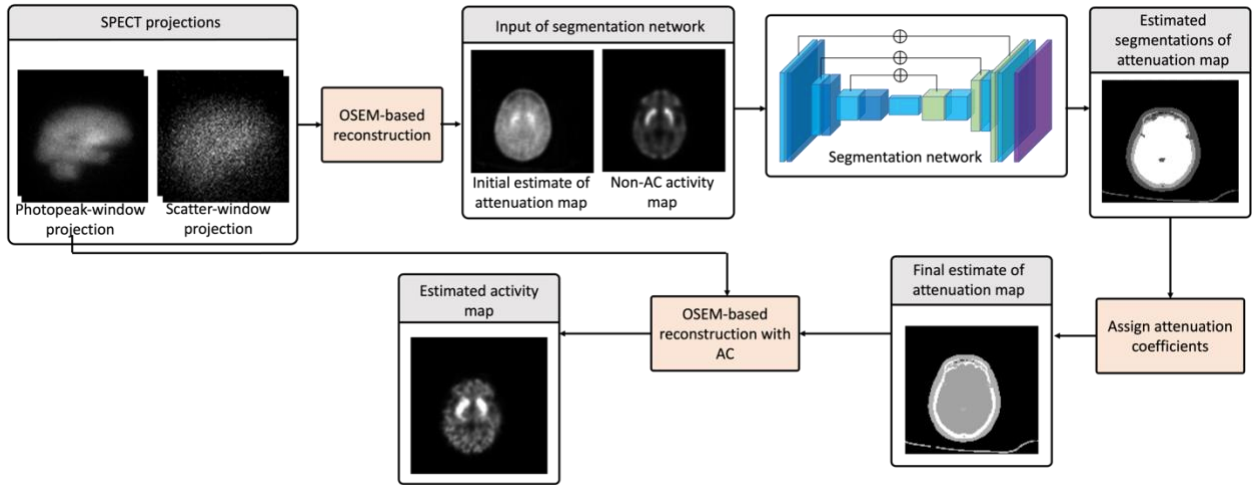 SPECT projections
Photopeak-window
projection
Scatter-window
projection
OSEM-based
reconstruction
Input of segmentation network
Initial estimate of
attenuation map
Non-AC activity
map
Segmentation network
Estimated
segmentations of
attenuation map
Assign attenuation
coefficients
Final estimate of
attenuation map
OSEM-based
reconstruction with
AC
Estimated activity
map